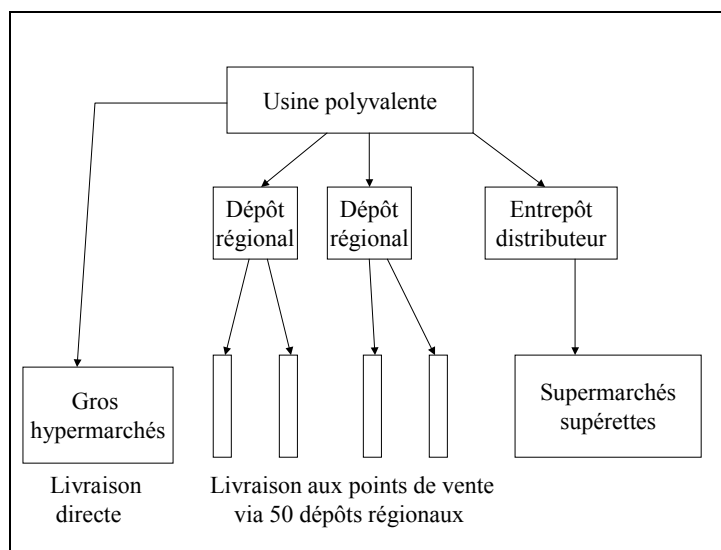 Usine polyvalente
Dépôt
régional
Dépôt
régional
Entrepôt
distributeur
Gros
hypermarchés
Supermarchés
supérettes
Livraison
directe
Livraison aux points de vente
via 50 dépôts régionaux